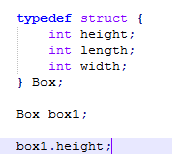 typedef struct {
    int height;
    int length;
    int width;
} Box;

Box box1;

box1.height;